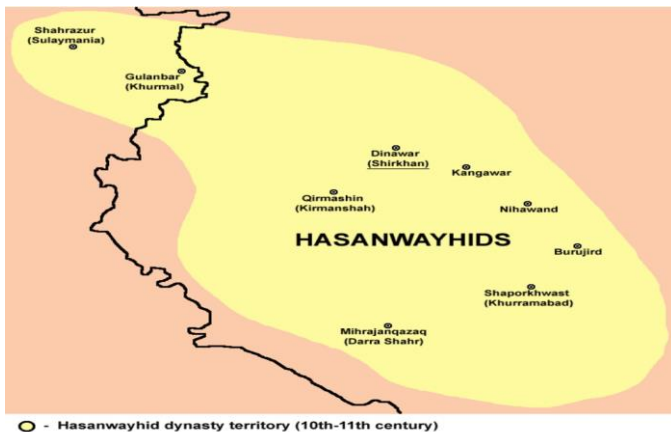 Shahrazur
(Sulaymania)
Gulanbar
(Khurmal)
Dinawar
(Shirkhan)
Kangawar
Qirmashin
(Kirmanshah)
Nihawand
HASANWAYHIDS
Burujird
Shaporkhwast
(Khurramabad)
Mihrajanqazaq
(Darra Shahr)
- Hasanwayhid dynasty territory (10th-11th century)